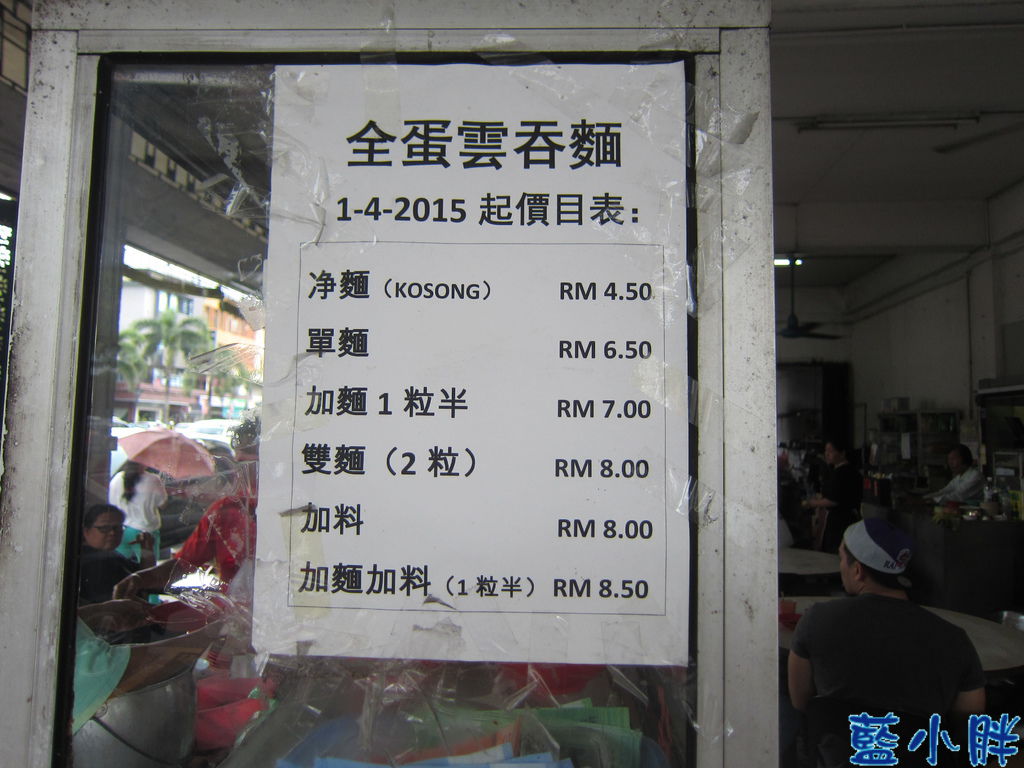 全蛋雲吞麵
1-4-2015 起價目表:
净麵 (KOSONG) RM 4.50
單麵 RM 6.50
加麵 1 粒半 RM 7.00
雙麵 (2 粒) RM 8.00
加料 RM 8.00
加麵加料 (1 粒半) RM 8.50
藍小胖